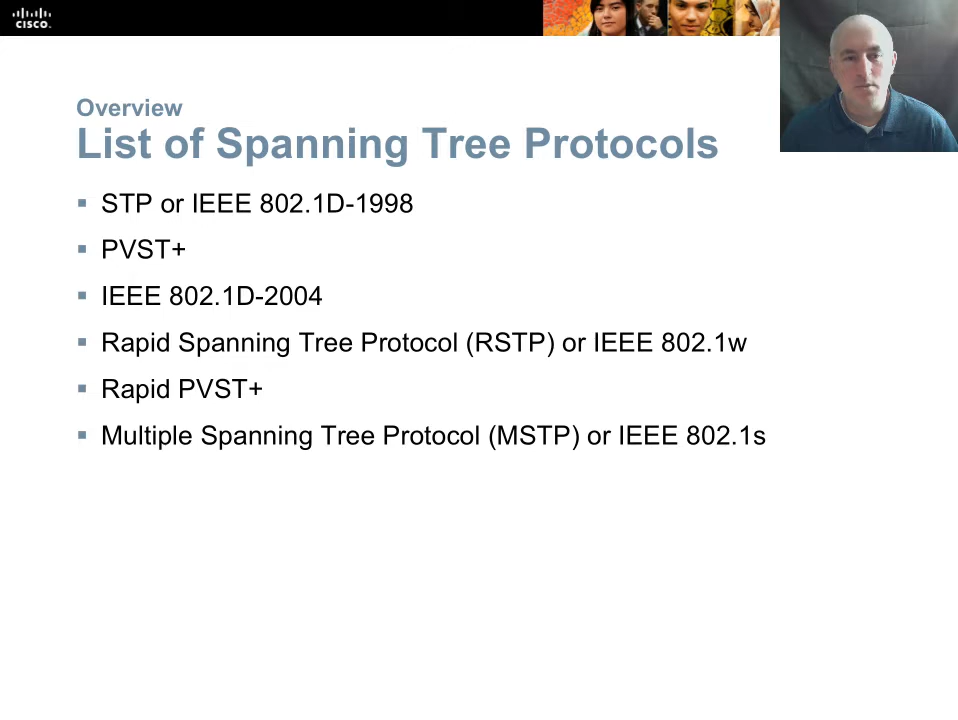 cisco.
Overview
List of Spanning Tree Protocols
▪ STP or IEEE 802.1D-1998
▪ PVST+
▪ IEEE 802.1D-2004
▪ Rapid Spanning Tree Protocol (RSTP) or IEEE 802.1w
▪ Rapid PVST+
▪ Multiple Spanning Tree Protocol (MSTP) or IEEE 802.1s